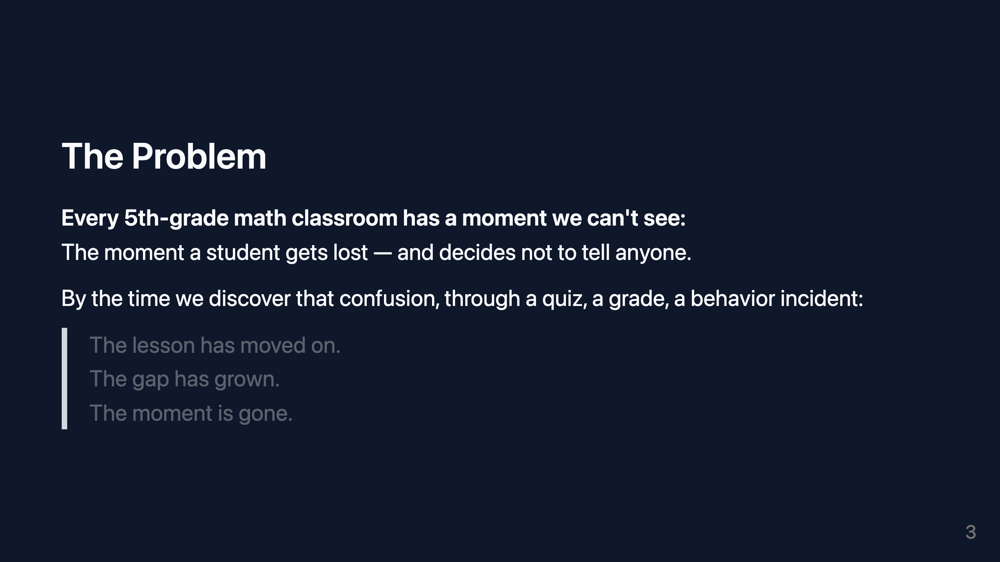 The Problem
Every 5th-grade math classroom has a moment we can't see:
The moment a student gets lost — and decides not to tell anyone.
By the time we discover that confusion, through a quiz, a grade, a behavior incident:
The lesson has moved on.
The gap has grown.
The moment is gone.
3